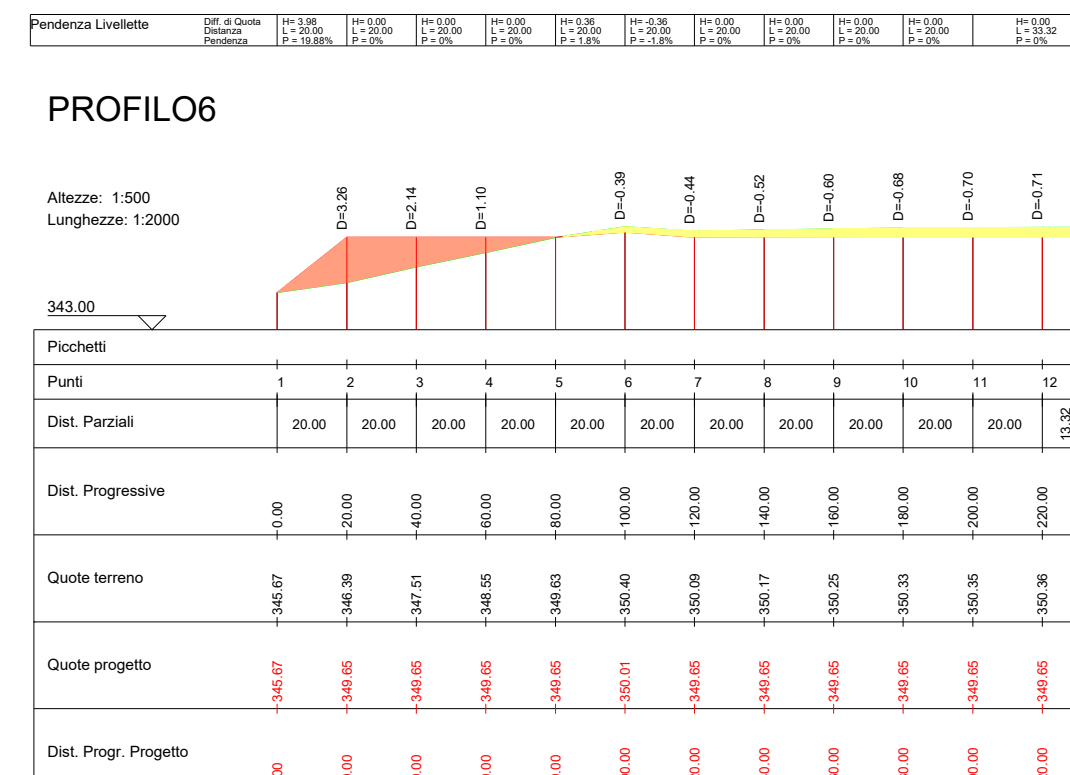 Pendenza Livellette
Diff. di Quota H= 3.98 H= 0.00 H= 0.00 H= 0.00 H= 0.36 H= -0.36 H= 0.00 H= 0.00 H= 0.00 H= 0.00 H= 0.00
Distanza L = 20.00 L = 20.00 L = 20.00 L = 20.00 L = 20.00 L = 20.00 L = 20.00 L = 20.00 L = 20.00 L = 20.00 L = 33.32
Pendenza P = 19.88% P = 0% P = 0% P = 0% P = 1.8% P = -1.8% P = 0% P = 0% P = 0% P = 0% P = 0%
PROFILO6
Altezze: 1:500
Lunghezze: 1:2000
D=3.26 D=2.14 D=1.10 D=-0.39 D=-0.44 D=-0.52 D=-0.60 D=-0.68 D=-0.70 D=-0.71
343.00
Picchetti
Punti 1 2 3 4 5 6 7 8 9 10 11 12
Dist. Parziali 20.00 20.00 20.00 20.00 20.00 20.00 20.00 20.00 20.00 20.00 20.00 13.32
Dist. Progressive 0.00 20.00 40.00 60.00 80.00 100.00 120.00 140.00 160.00 180.00 200.00 220.00
Quote terreno 345.67 346.39 347.51 348.55 349.63 350.40 350.09 350.17 350.25 350.33 350.35 350.36
Quote progetto 345.67 349.65 349.65 349.65 349.65 350.01 349.65 349.65 349.65 349.65 349.65 349.65
Dist. Progr. Progetto